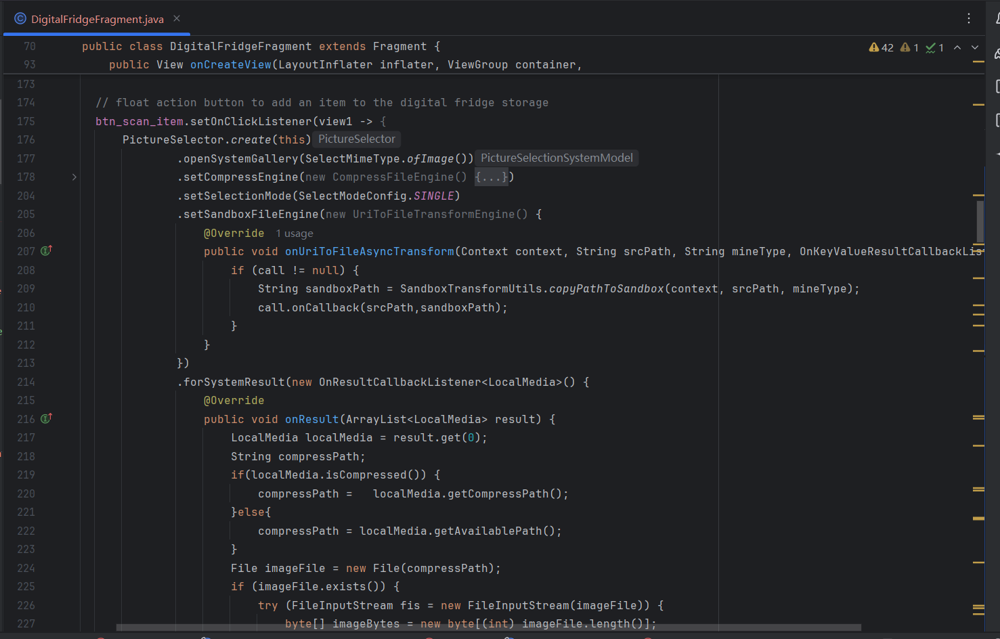 DigitalFridgeFragment.java
70 public class DigitalFridgeFragment extends Fragment {
42 1 1
93 public View onCreateView(LayoutInflater inflater, ViewGroup container,
173
174 // float action button to add an item to the digital fridge storage
175 btn_scan_item.setOnClickListener(view1 -> {
176 PictureSelector.create(this) PictureSelector
177 .openSystemGallery(SelectMimeType.ofImage()) PictureSelectionSystemModel
178 .setCompressEngine(new CompressFileEngine() {...})
204 .setSelectionMode(SelectModeConfig.SINGLE)
205 .setSandboxFileEngine(new UriToFileTransformEngine() {
206 @Override 1 usage
207 public void onUriToFileAsyncTransform(Context context, String srcPath, String mineType, OnKeyValueResultCallbackLis
208 if (call != null) {
209 String sandboxPath = SandboxTransformUtils.copyPathToSandbox(context, srcPath, mineType);
210 call.onCallback(srcPath,sandboxPath);
211 }
212 }
213 })
214 .forSystemResult(new OnResultCallbackListener<LocalMedia>() {
215 @Override
216 public void onResult(ArrayList<LocalMedia> result) {
217 LocalMedia localMedia = result.get(0);
218 String compressPath;
219 if(localMedia.isCompressed()) {
220 compressPath =   localMedia.getCompressPath();
221 }else{
222 compressPath = localMedia.getAvailablePath();
223 }
224 File imageFile = new File(compressPath);
225 if (imageFile.exists()) {
226 try (FileInputStream fis = new FileInputStream(imageFile)) {
227 byte[] imageBytes = new byte[(int) imageFile.length()];